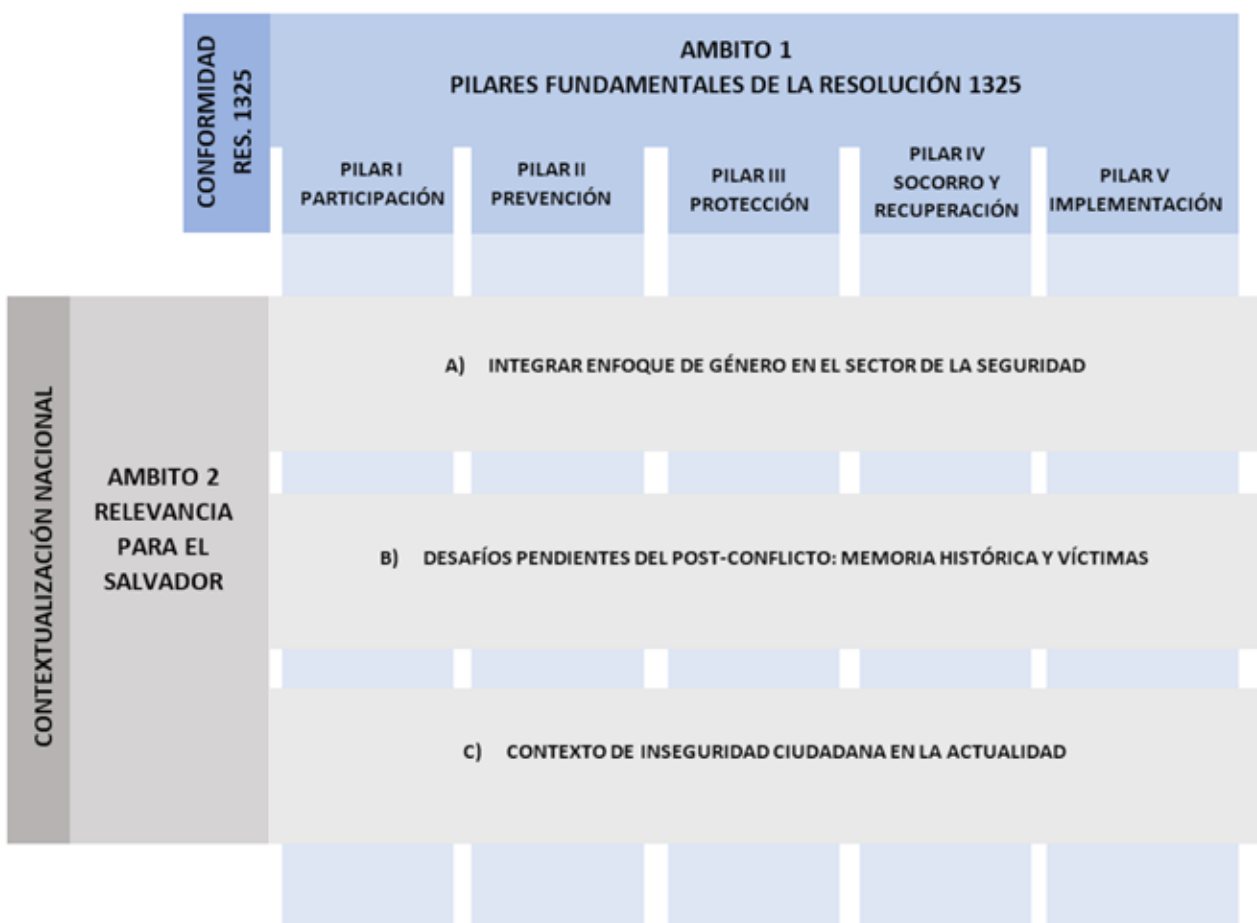 CONFORMIDAD
RES. 1325
AMBITO 1
PILARES FUNDAMENTALES DE LA RESOLUCIÓN 1325
PILAR I
PARTICIPACIÓN
PILAR II
PREVENCIÓN
PILAR III
PROTECCIÓN
PILAR IV
SOCORRO Y
RECUPERACIÓN
PILAR V
IMPLEMENTACIÓN
CONTEXTUALIZACIÓN NACIONAL
AMBITO 2
RELEVANCIA
PARA EL
SALVADOR
A) INTEGRAR ENFOQUE DE GÉNERO EN EL SECTOR DE LA SEGURIDAD
B) DESAFÍOS PENDIENTES DEL POST-CONFLICTO: MEMORIA HISTÓRICA Y VÍCTIMAS
C) CONTEXTO DE INSEGURIDAD CIUDADANA EN LA ACTUALIDAD